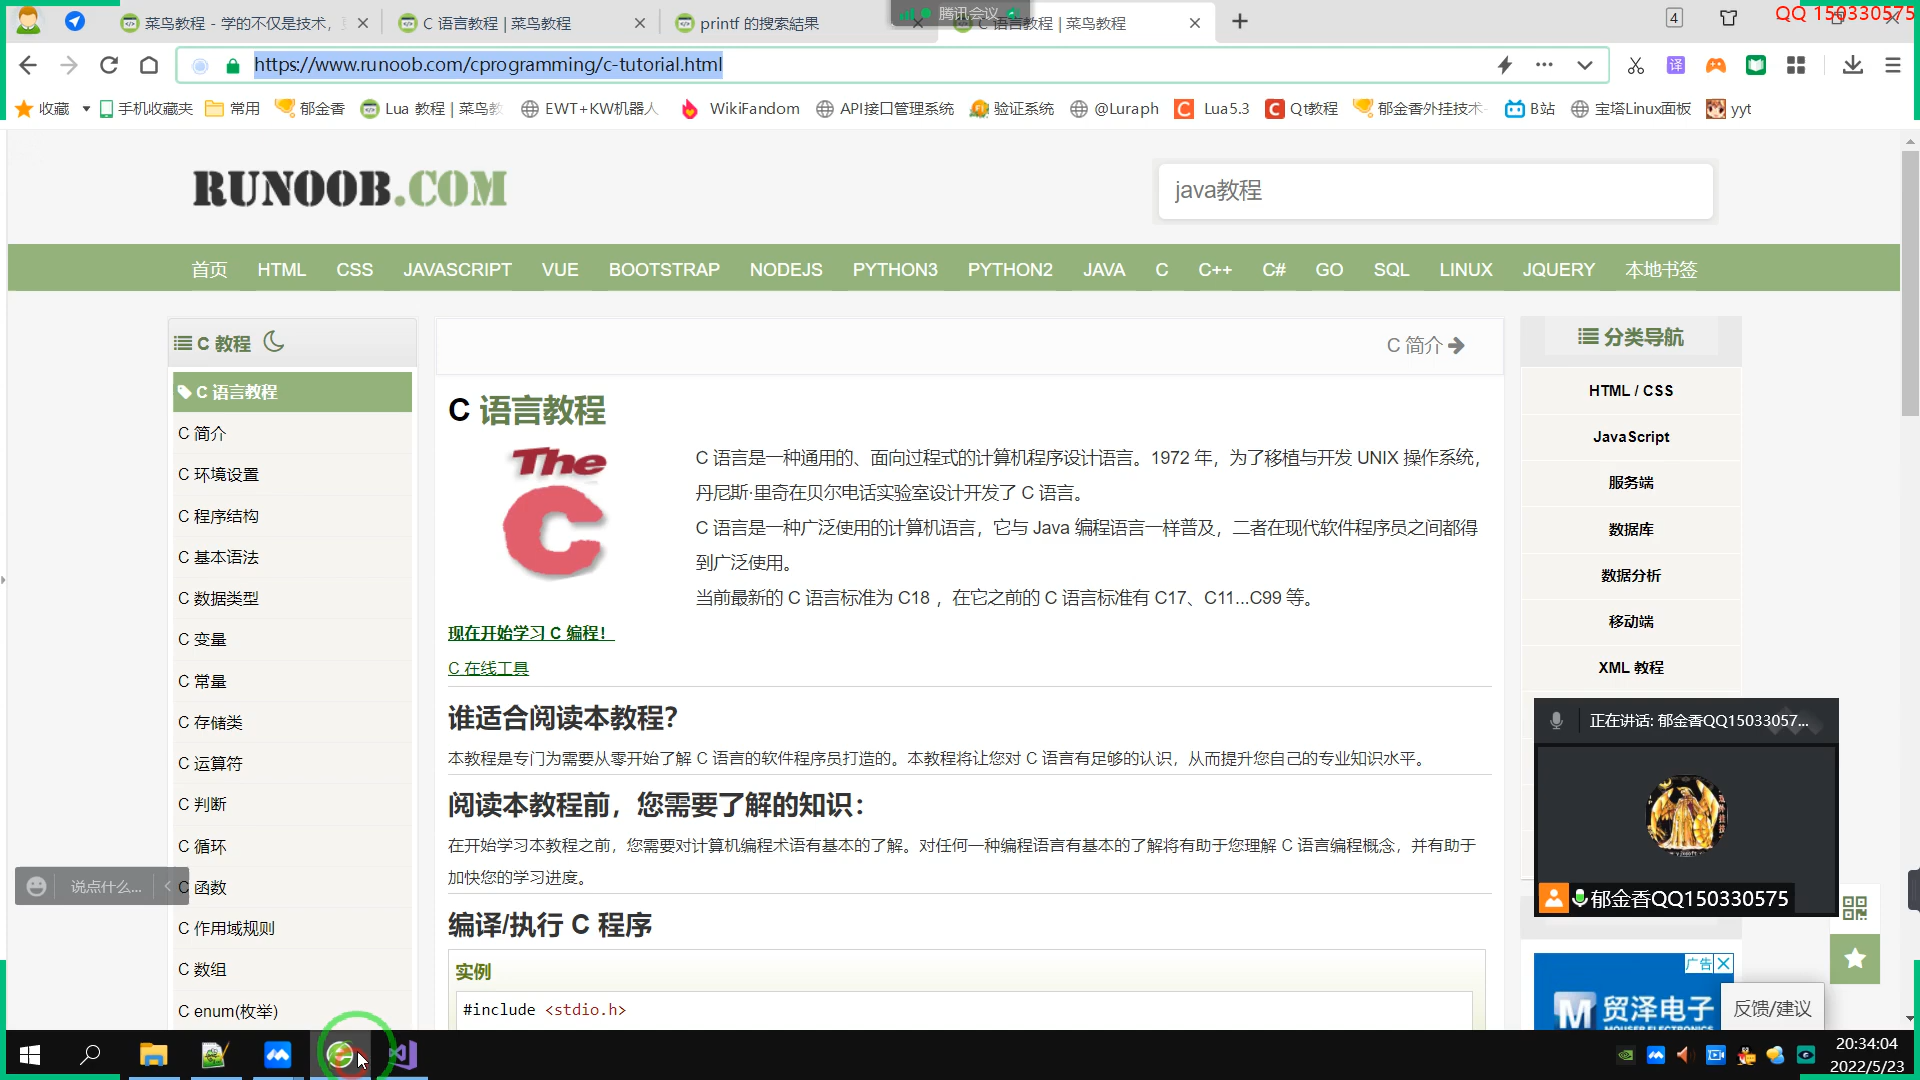 菜鸟教程 - 学的不仅是技术,
C 语言教程 | 菜鸟教程
printf 的搜索結果
腾讯会议
C 语言教程 | 菜鸟教程
4
QQ 150330575
https://www.runoob.com/cprogramming/c-tutorial.html
译
收藏
手机收藏夹
常用
郁金香
Lua 教程 | 菜鸟教
EWT+KW机器人
WikiFandom
API接口管理系统
验证系统
@Luraph
Lua5.3
Qt教程
郁金香外挂技术-
B站
宝塔Linux面板
yyt
RUNOOB.COM
java教程
首页 HTML CSS JAVASCRIPT VUE BOOTSTRAP NODEJS PYTHON3 PYTHON2 JAVA C C++ C# GO SQL LINUX JQUERY 本地书签
C 教程
C 语言教程
C 简介
C 环境设置
C 程序结构
C 基本语法
C 数据类型
C 变量
C 常量
C 存储类
C 运算符
C 判断
C 循环
C 函数
C 作用域规则
C 数组
C enum(枚举)
说点什么...
C 简介
C 语言教程
The
C
C 语言是一种通用的、面向过程式的计算机程序设计语言。1972 年，为了移植与开发 UNIX 操作系统，
丹尼斯·里奇在贝尔电话实验室设计开发了 C 语言。
C 语言是一种广泛使用的计算机语言，它与 Java 编程语言一样普及，二者在现代软件程序员之间都得
到广泛使用。
当前最新的 C 语言标准为 C18 ，在它之前的 C 语言标准有 C17、C11...C99 等。
现在开始学习 C 编程！
C 在线工具
谁适合阅读本教程？
本教程是专门为需要从零开始了解 C 语言的软件程序员打造的。本教程将让您对 C 语言有足够的认识，从而提升您自己的专业知识水平。
阅读本教程前，您需要了解的知识：
在开始学习本教程之前，您需要对计算机编程术语有基本的了解。对任何一种编程语言有基本的了解将有助于您理解 C 语言编程概念，并有助于
加快您的学习进度。
编译/执行 C 程序
实例
#include <stdio.h>
分类导航
HTML / CSS
JavaScript
服务端
数据库
数据分析
移动端
XML 教程
正在讲话: 郁金香QQ15033057...
郁金香QQ150330575
广告
贸泽电子
MOUSER ELECTRONICS
反馈/建议
20:34:04
2022/5/23